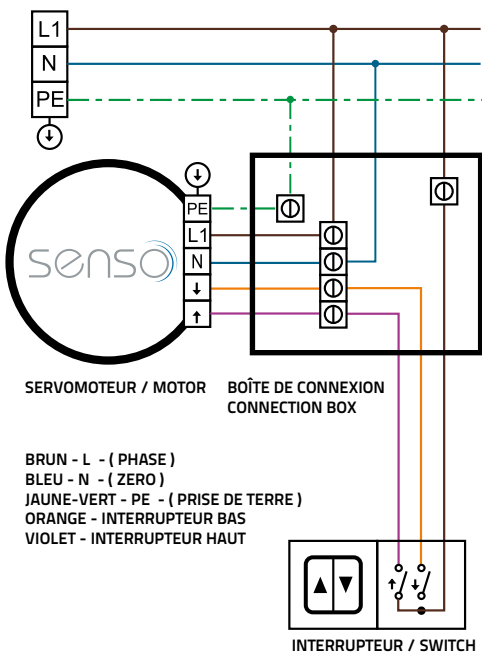 L1
N
PE
senso
PE
L1
N
SERVOMOTEUR / MOTOR
BOÎTE DE CONNEXION
CONNECTION BOX
BRUN - L - ( PHASE )
BLEU - N - ( ZERO )
JAUNE-VERT - PE - ( PRISE DE TERRE )
ORANGE - INTERRUPTEUR BAS
VIOLET - INTERRUPTEUR HAUT
INTERRUPTEUR / SWITCH